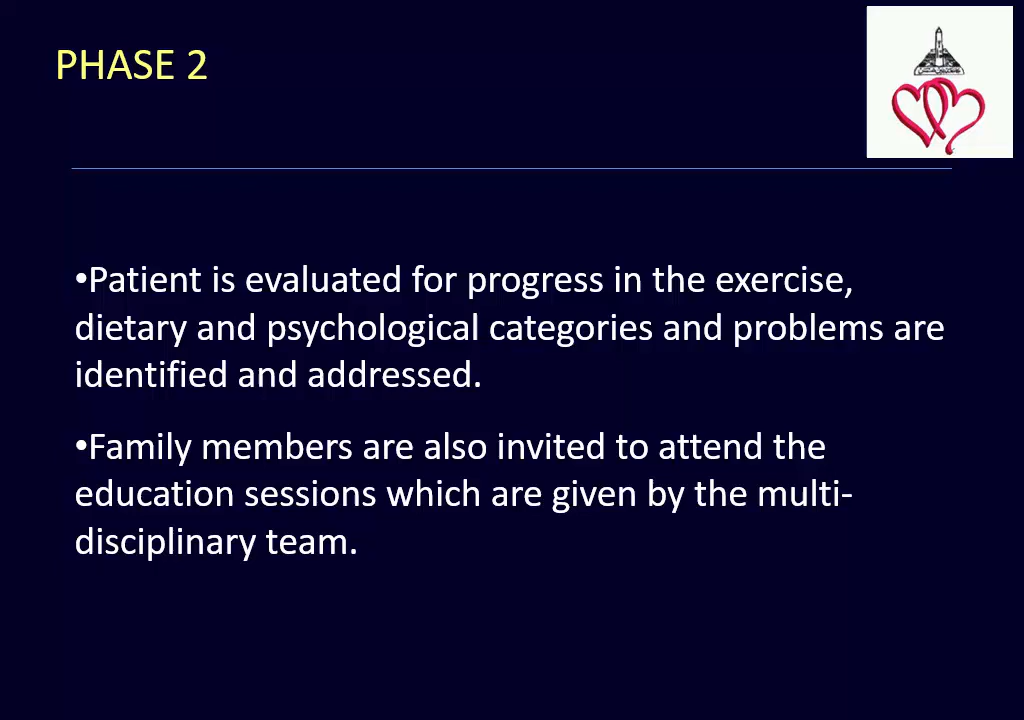 PHASE 2
•Patient is evaluated for progress in the exercise,
dietary and psychological categories and problems are
identified and addressed.
•Family members are also invited to attend the
education sessions which are given by the multi-
disciplinary team.